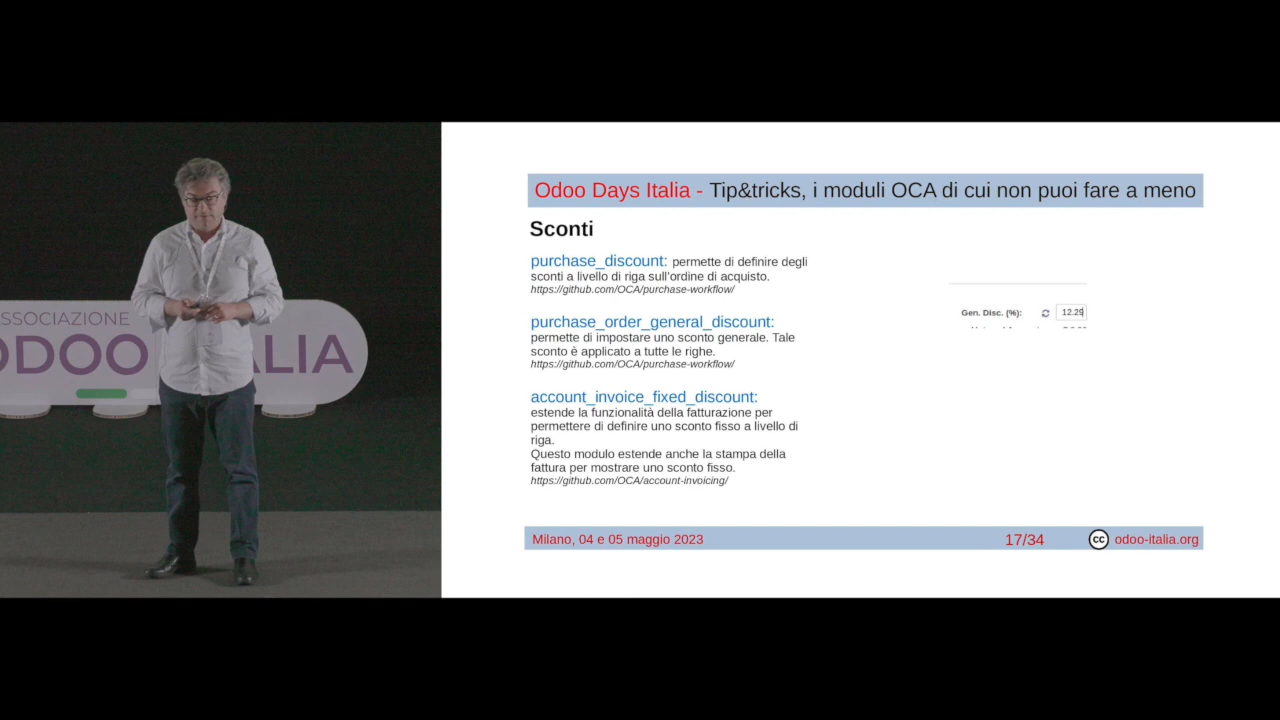 SSOCIAZIONE
ODOO
ALIA
Odoo Days Italia - Tip&tricks, i moduli OCA di cui non puoi fare a meno
Sconti
purchase_discount: permette di definire degli
sconti a livello di riga sull'ordine di acquisto.
https://github.com/OCA/purchase-workflow/
purchase_order_general_discount:
permette di impostare uno sconto generale. Tale
sconto è applicato a tutte le righe.
https://github.com/OCA/purchase-workflow/
account_invoice_fixed_discount:
estende la funzionalità della fatturazione per
permettere di definire uno sconto fisso a livello di
riga.
Questo modulo estende anche la stampa della
fattura per mostrare uno sconto fisso.
https://github.com/OCA/account-invoicing/
Gen. Disc. (%): 12.29
Milano, 04 e 05 maggio 2023
17/34
cc
odoo-italia.org